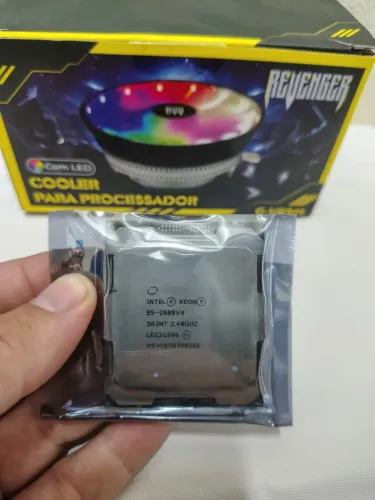 REVENGER
Com LED
COOLER
PARA PROCESSADOR
INTEL® XEON®
E5-2680V4
SR2N7 2.40GHZ